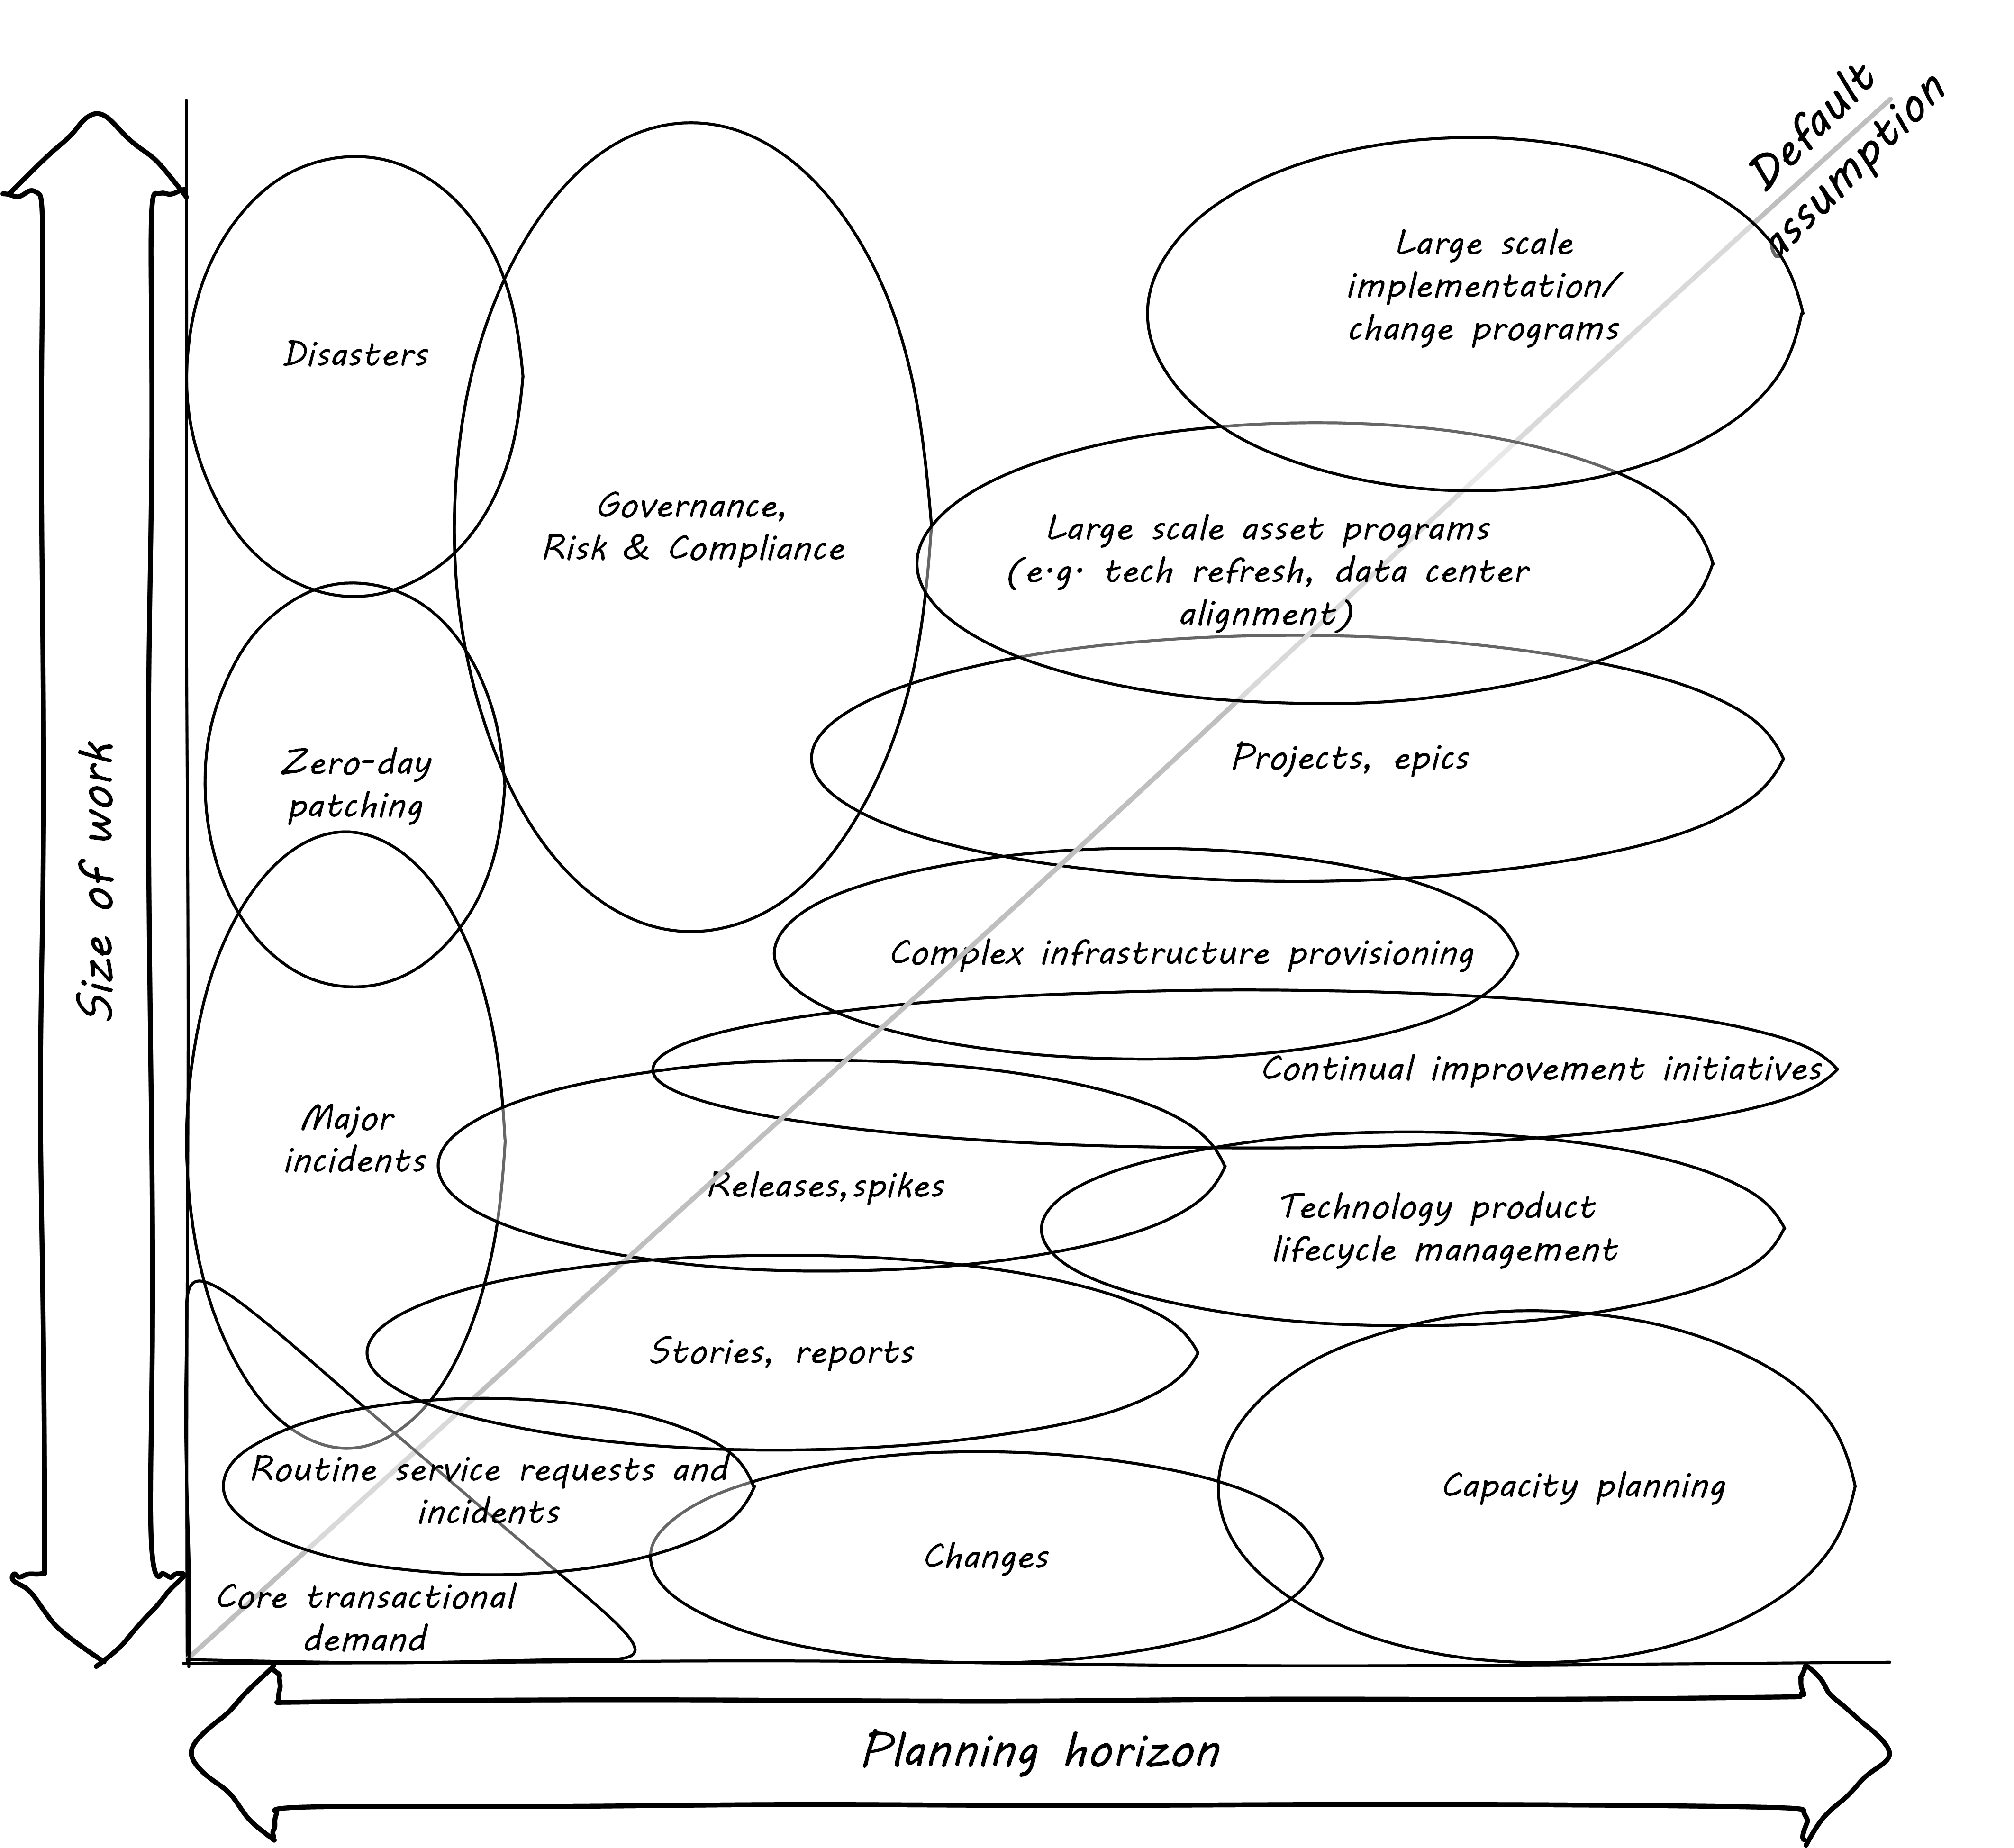 Default
assumption
Large scale
implementation/
change programs
Disasters
Governance,
Risk & Compliance
Large scale asset programs
(e.g. tech refresh, data center
alignment)
Zero-day
patching
Projects, epics
Size of work
Complex infrastructure provisioning
Continual improvement initiatives
Major
incidents
Releases, spikes
Technology product
lifecycle management
Stories, reports
Routine service requests and
incidents
Capacity planning
Changes
Core transactional
demand
Planning horizon